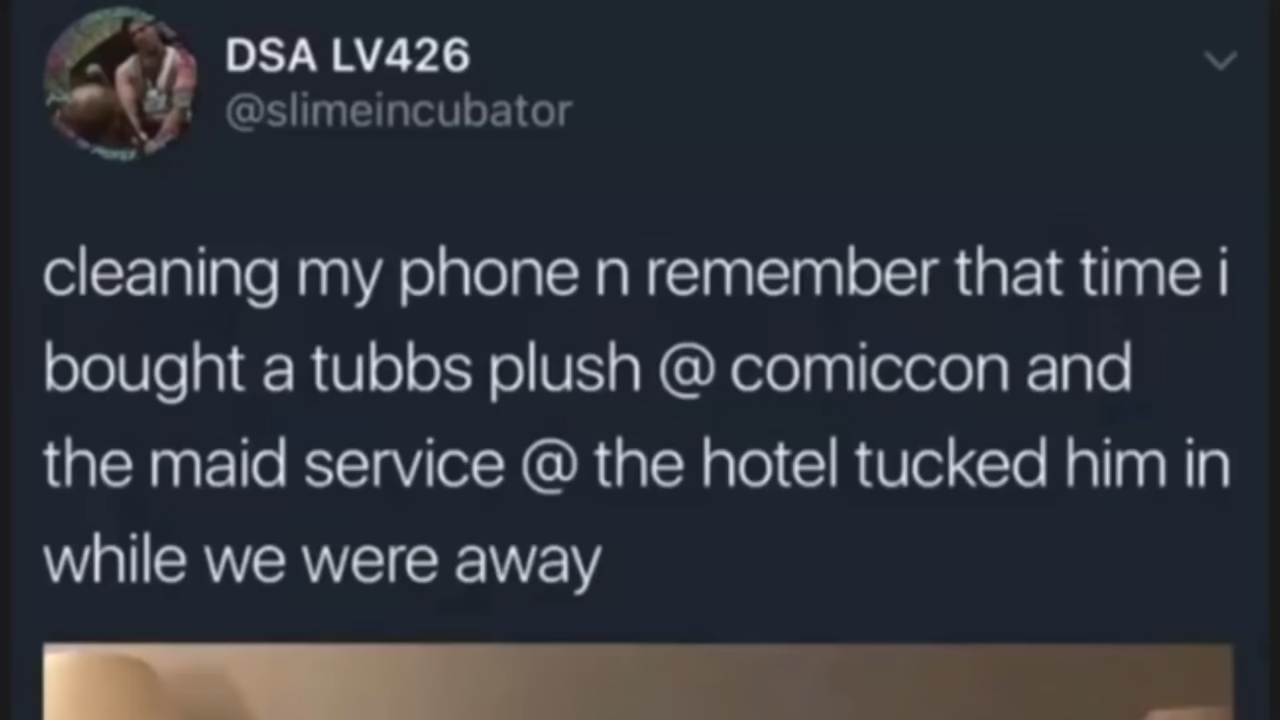 DSA LV426
@slimeincubator
cleaning my phone n remember that time i
bought a tubbs plush @ comiccon and
the maid service @ the hotel tucked him in
while we were away